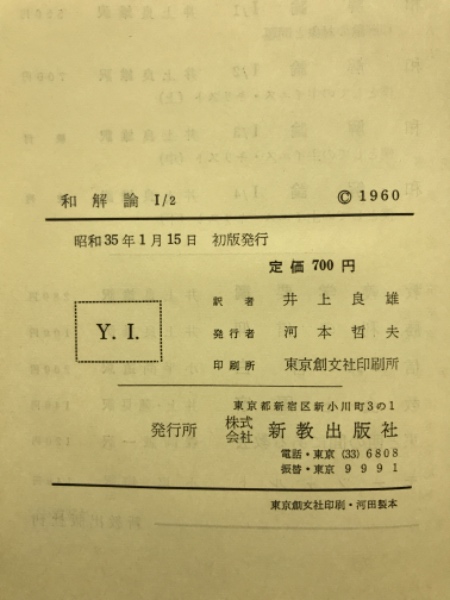 和解論 I/2
© 1960
昭和35年1月15日 初版発行
定価 700円
訳者 井上良雄
Y. I.
発行者 河本哲夫
印刷所 東京創文社印刷所
東京都新宿区新小川町3の1
発行所 株式会社 新教出版社
電話・東京 (33) 6808
振替・東京 9991
東京創文社印刷・河田製本